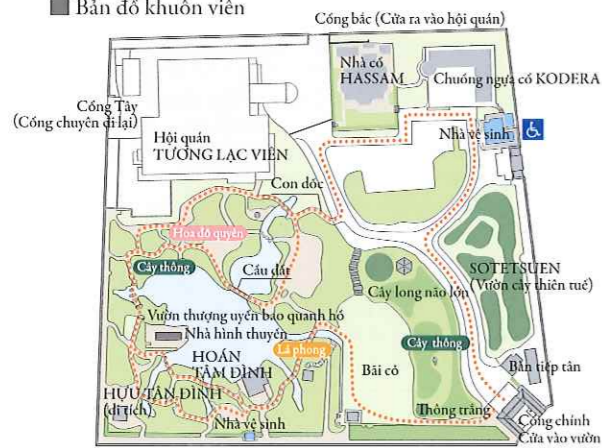 Bản đồ khuôn viên
Cổng bắc (Cửa ra vào hội quán)
Nhà cổ
HASSAM
Chuồng ngựa cổ KODERA
Cổng Tây
(Cổng chuyên đi lại)
Hội quán
TƯƠNG LẠC VIÊN
Nhà vệ sinh
Con dốc
Hoa đỗ quyên
Cây thông
Cầu đất
SOTETSUEN
(Vườn cây thiên tuế)
Cây long não lớn
Vườn thượng uyển bao quanh hồ
Nhà hình thuyền
Lá phong
Cây thông
HOÁN
TÂM ĐÌNH
Bãi cỏ
Bàn tiếp tân
HỰU TÂN ĐÌNH
(di tích)
Thông trắng
Nhà vệ sinh
Cổng chính
Cửa vào vườn